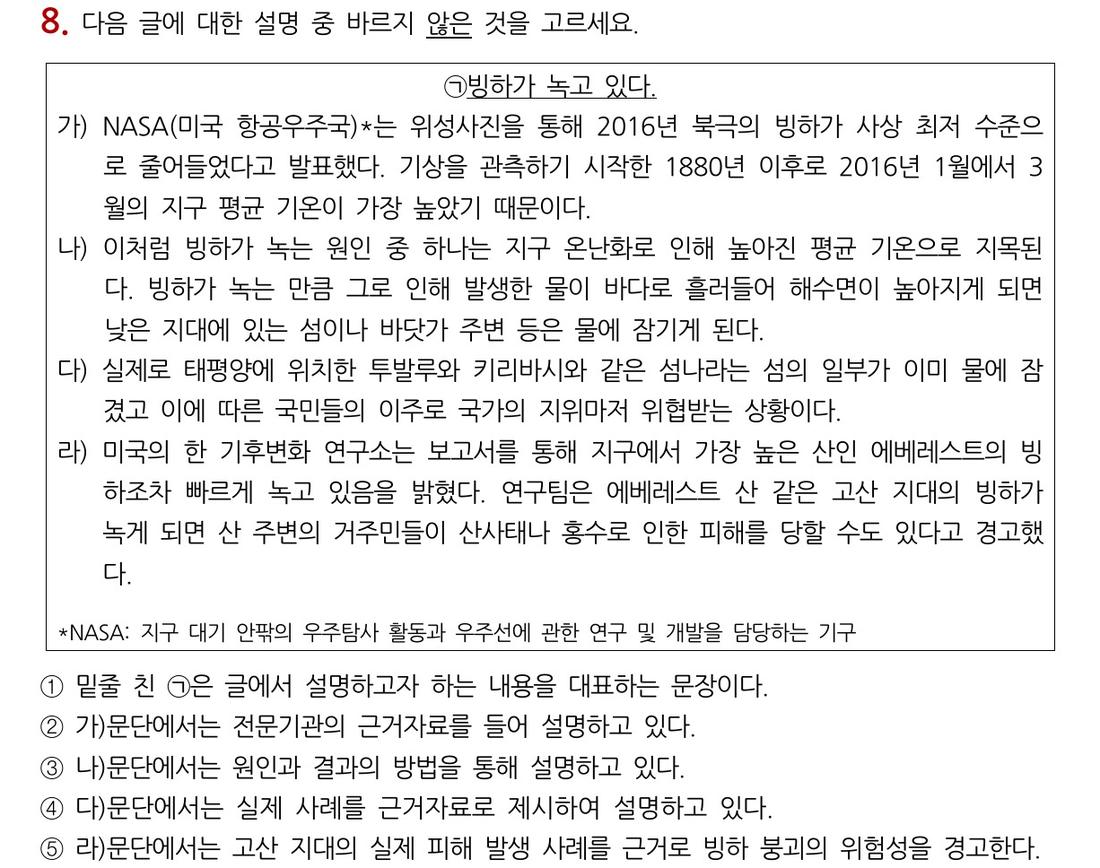 8. 다음 글에 대한 설명 중 바르지 않은 것을 고르세요.
㉠빙하가 녹고 있다.
가) NASA(미국 항공우주국)*는 위성사진을 통해 2016년 북극의 빙하가 사상 최저 수준으
로 줄어들었다고 발표했다. 기상을 관측하기 시작한 1880년 이후로 2016년 1월에서 3
월의 지구 평균 기온이 가장 높았기 때문이다.
나) 이처럼 빙하가 녹는 원인 중 하나는 지구 온난화로 인해 높아진 평균 기온으로 지목된
다. 빙하가 녹는 만큼 그로 인해 발생한 물이 바다로 흘러들어 해수면이 높아지게 되면
낮은 지대에 있는 섬이나 바닷가 주변 등은 물에 잠기게 된다.
다) 실제로 태평양에 위치한 투발루와 키리바시와 같은 섬나라는 섬의 일부가 이미 물에 잠
겼고 이에 따른 국민들의 이주로 국가의 지위마저 위협받는 상황이다.
라) 미국의 한 기후변화 연구소는 보고서를 통해 지구에서 가장 높은 산인 에베레스트의 빙
하조차 빠르게 녹고 있음을 밝혔다. 연구팀은 에베레스트 산 같은 고산 지대의 빙하가
녹게 되면 산 주변의 거주민들이 산사태나 홍수로 인한 피해를 당할 수도 있다고 경고했
다.
*NASA: 지구 대기 안팎의 우주탐사 활동과 우주선에 관한 연구 및 개발을 담당하는 기구
① 밑줄 친 ㉠은 글에서 설명하고자 하는 내용을 대표하는 문장이다.
② 가)문단에서는 전문기관의 근거자료를 들어 설명하고 있다.
③ 나)문단에서는 원인과 결과의 방법을 통해 설명하고 있다.
④ 다)문단에서는 실제 사례를 근거자료로 제시하여 설명하고 있다.
⑤ 라)문단에서는 고산 지대의 실제 피해 발생 사례를 근거로 빙하 붕괴의 위험성을 경고한다.